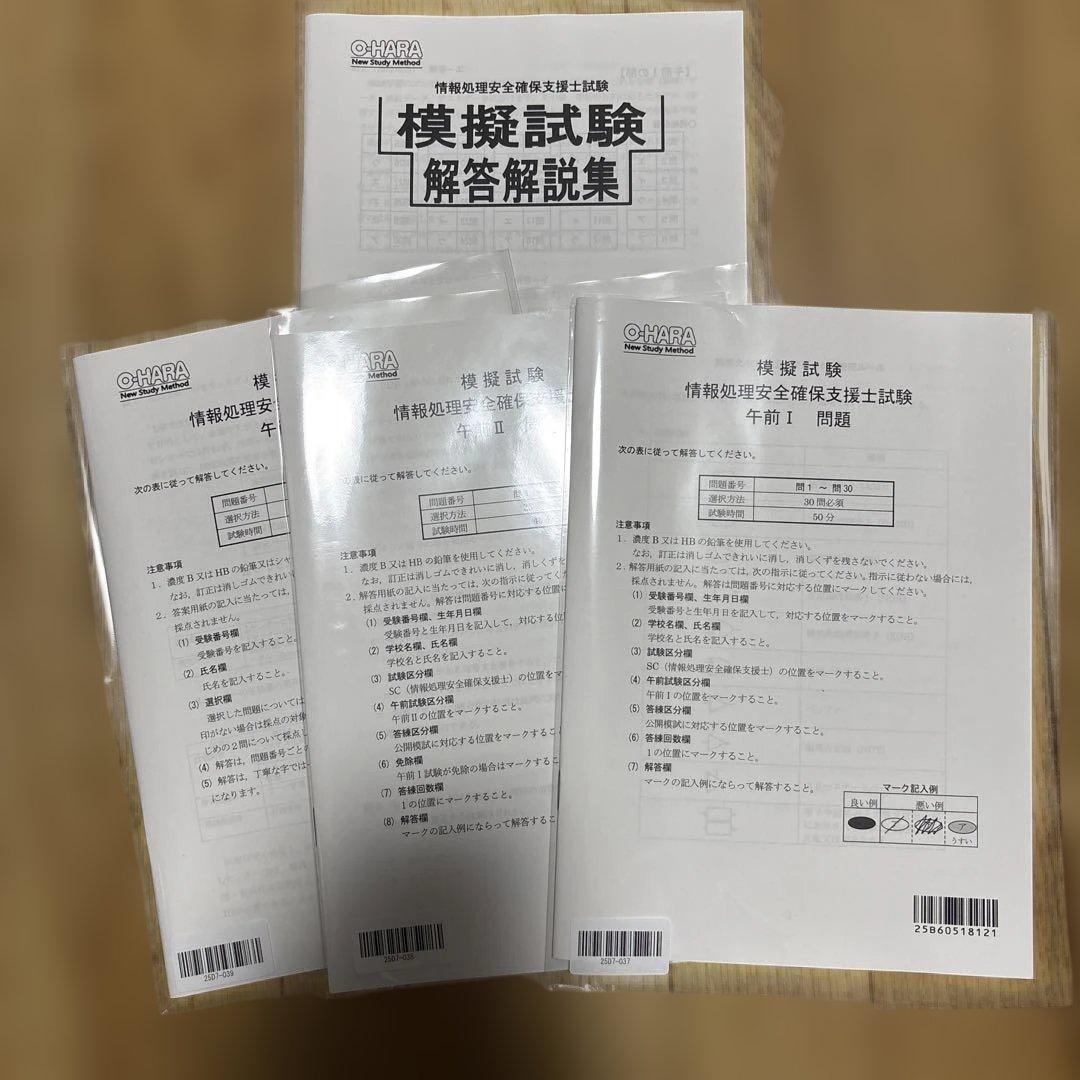 O-HARA
New Study Method
情報処理安全確保支援士試験
模擬試験
解答解説集
O-HARA
New Study Method
模
情報処理安
午
次の表に従って解答してください。
問題番号
選択方法
試験時間
注意事項
1. 濃度 B 又は HB の鉛筆又はシャ
なお、訂正は消しゴムできれいに
2. 答案用紙の記入に当たっては,
採点されません。
(1) 受験番号欄
受験番号を記入すること。
(2) 氏名欄
氏名を記入すること。
(3) 選択欄
選択した問題については
印がない場合は採点の対象
じめの2問について採点し
(4) 解答は, 問題番号ごとの
(5) 解答は, 丁寧な字では
になります。
25D7-039
O-HARA
Method
模擬試験
情報処理安全確保支援
午前Ⅱ
の表に従って解答してください。
問題番号
選択方法
試験時間
注意事項
1. 濃度 B 又は HB の鉛筆を使用してください。
なお, 訂正は消しゴムできれいに消し, 消しくずを
2. 解答用紙の記入に当たっては, 次の指示に従ってくだ
採点されません。解答は問題番号に対応する位置に
(1) 受験番号欄、生年月日欄
受験番号と生年月日を記入して, 対応する位
(2) 学校名欄、氏名欄
学校名と氏名を記入すること。
(3) 試験区分欄
SC (情報処理安全確保支援士) の位置をマー
(4) 午前試験区分欄
午前Ⅱの位置をマークすること。
(5) 答練区分欄
公開模試に対応する位置をマークすること。
(6) 免除欄
午前Ⅰ試験が免除の場合はマークすること。
(7) 答練回数欄
1の位置にマークすること。
(8) 解答欄
マークの記入例にならって解答するこ
25D7-038
O-HARA
New Study Method
模擬試験
情報処理安全確保支援士試験
午前Ⅰ 問題
次の表に従って解答してください。
問題番号 問1 ～ 問30
選択方法 30問必須
試験時間 50分
注意事項
1. 濃度 B 又は HB の鉛筆を使用してください。
なお, 訂正は消しゴムできれいに消し, 消しくずを残さないでください。
2. 解答用紙の記入に当たっては, 次の指示に従ってください。指示に従わない場合には,
採点されません。解答は問題番号に対応する位置にマークしてください。
(1) 受験番号欄、生年月日欄
受験番号と生年月日を記入して, 対応する位置をマークすること。
(2) 学校名欄、氏名欄
学校名と氏名を記入すること。
(3) 試験区分欄
SC (情報処理安全確保支援士) の位置をマークすること。
(4) 午前試験区分欄
午前Ⅰの位置をマークすること。
(5) 答練区分欄
公開模試に対応する位置をマークすること。
(6) 答練回数欄
1の位置にマークすること。
(7) 解答欄
マークの記入例にならって解答すること。
マーク記入例
良い例 悪い例
ア
うすい
25D7-037
25B60518121